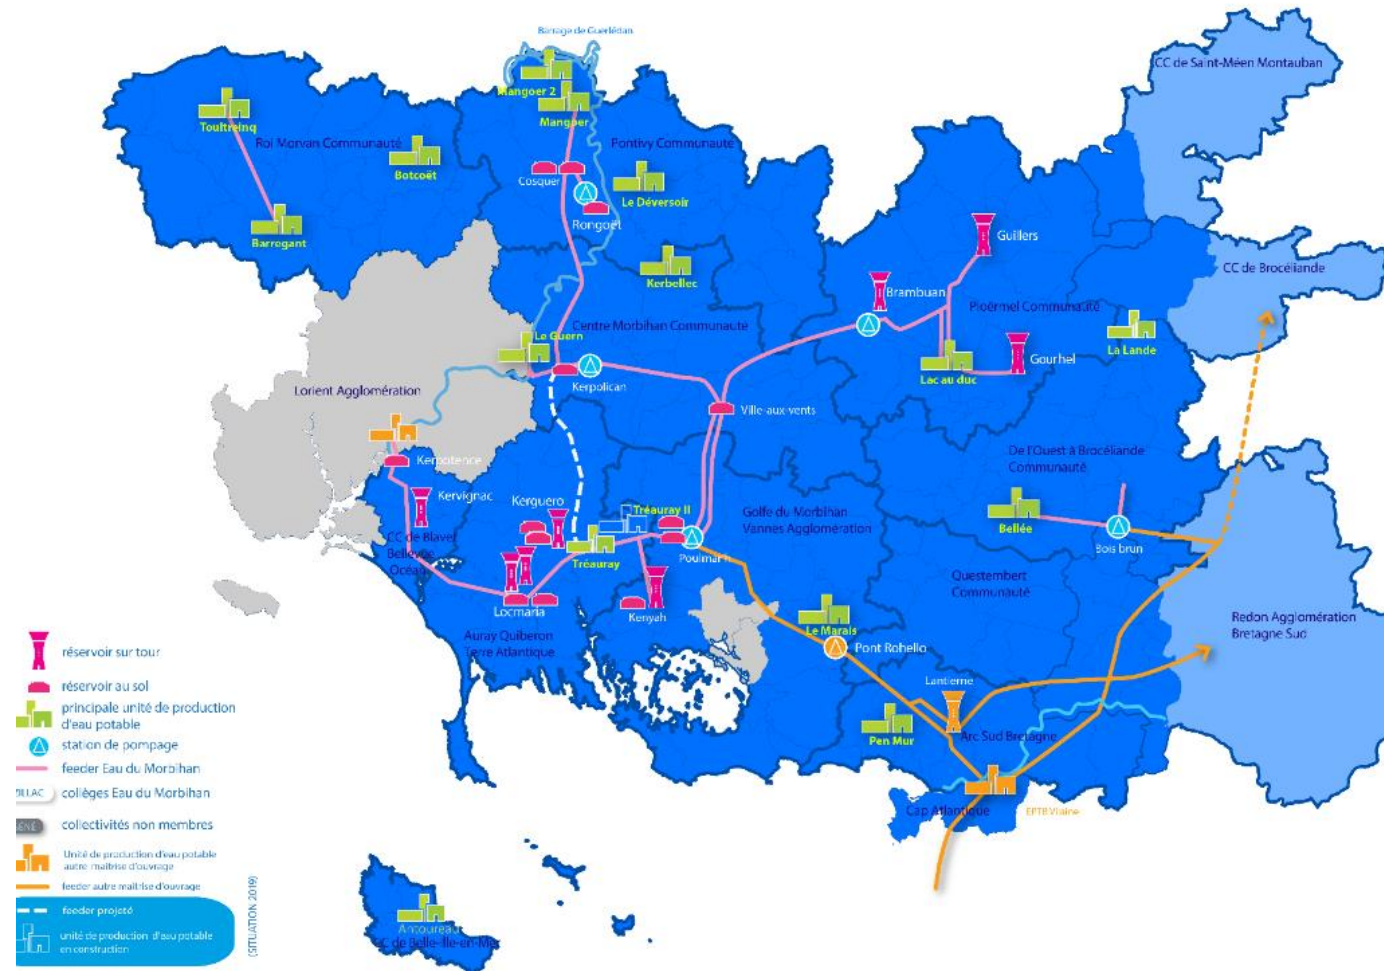 Barrage de Guerlédan
CC de Saint-Méen Montauban
Mangoer 2
Mangoer
Toultreinq
Roi Morvan Communauté
Pontivy Communauté
Botcoët
Cosquer
Le Déversoir
Rongoët
Barregant
Guillers
CC de Brocéliande
Kerbellec
Brambuan
Ploërmel Communauté
Centre Morbihan Communauté
Le Guern
La Lande
Gourhel
Lac au duc
Kerpolican
Lorient Agglomération
Ville-aux-vents
De l'Ouest à Brocéliande
Communauté
Kerpotence
Kervignac
Kerguero
Tréauray II
Golfe du Morbihan
Vannes Agglomération
Bellée
CC de Blavet
Bellevue
Océan
Tréauray
Poulmarh
Bois brun
Questembert
Communauté
Locmaria
Kenyah
Le Marais
Redon Agglomération
Bretagne Sud
Auray Quiberon
Terre Atlantique
Pont Rohello
Lantierne
Pen Mur
Arc Sud Bretagne
Cap Atlantique
EPTB Vilaine
Antoureau
C de Belle-Ile-en-Mer
réservoir sur tour
réservoir au sol
principale unité de production
d'eau potable
station de pompage
feeder Eau du Morbihan
collèges Eau du Morbihan
collectivités non membres
Unité de production d'eau potable
autre maîtrise d'ouvrage
feeder autre maîtrise d'ouvrage
feeder projeté
unité de production d'eau potable
en construction
(SITUATION 2019)